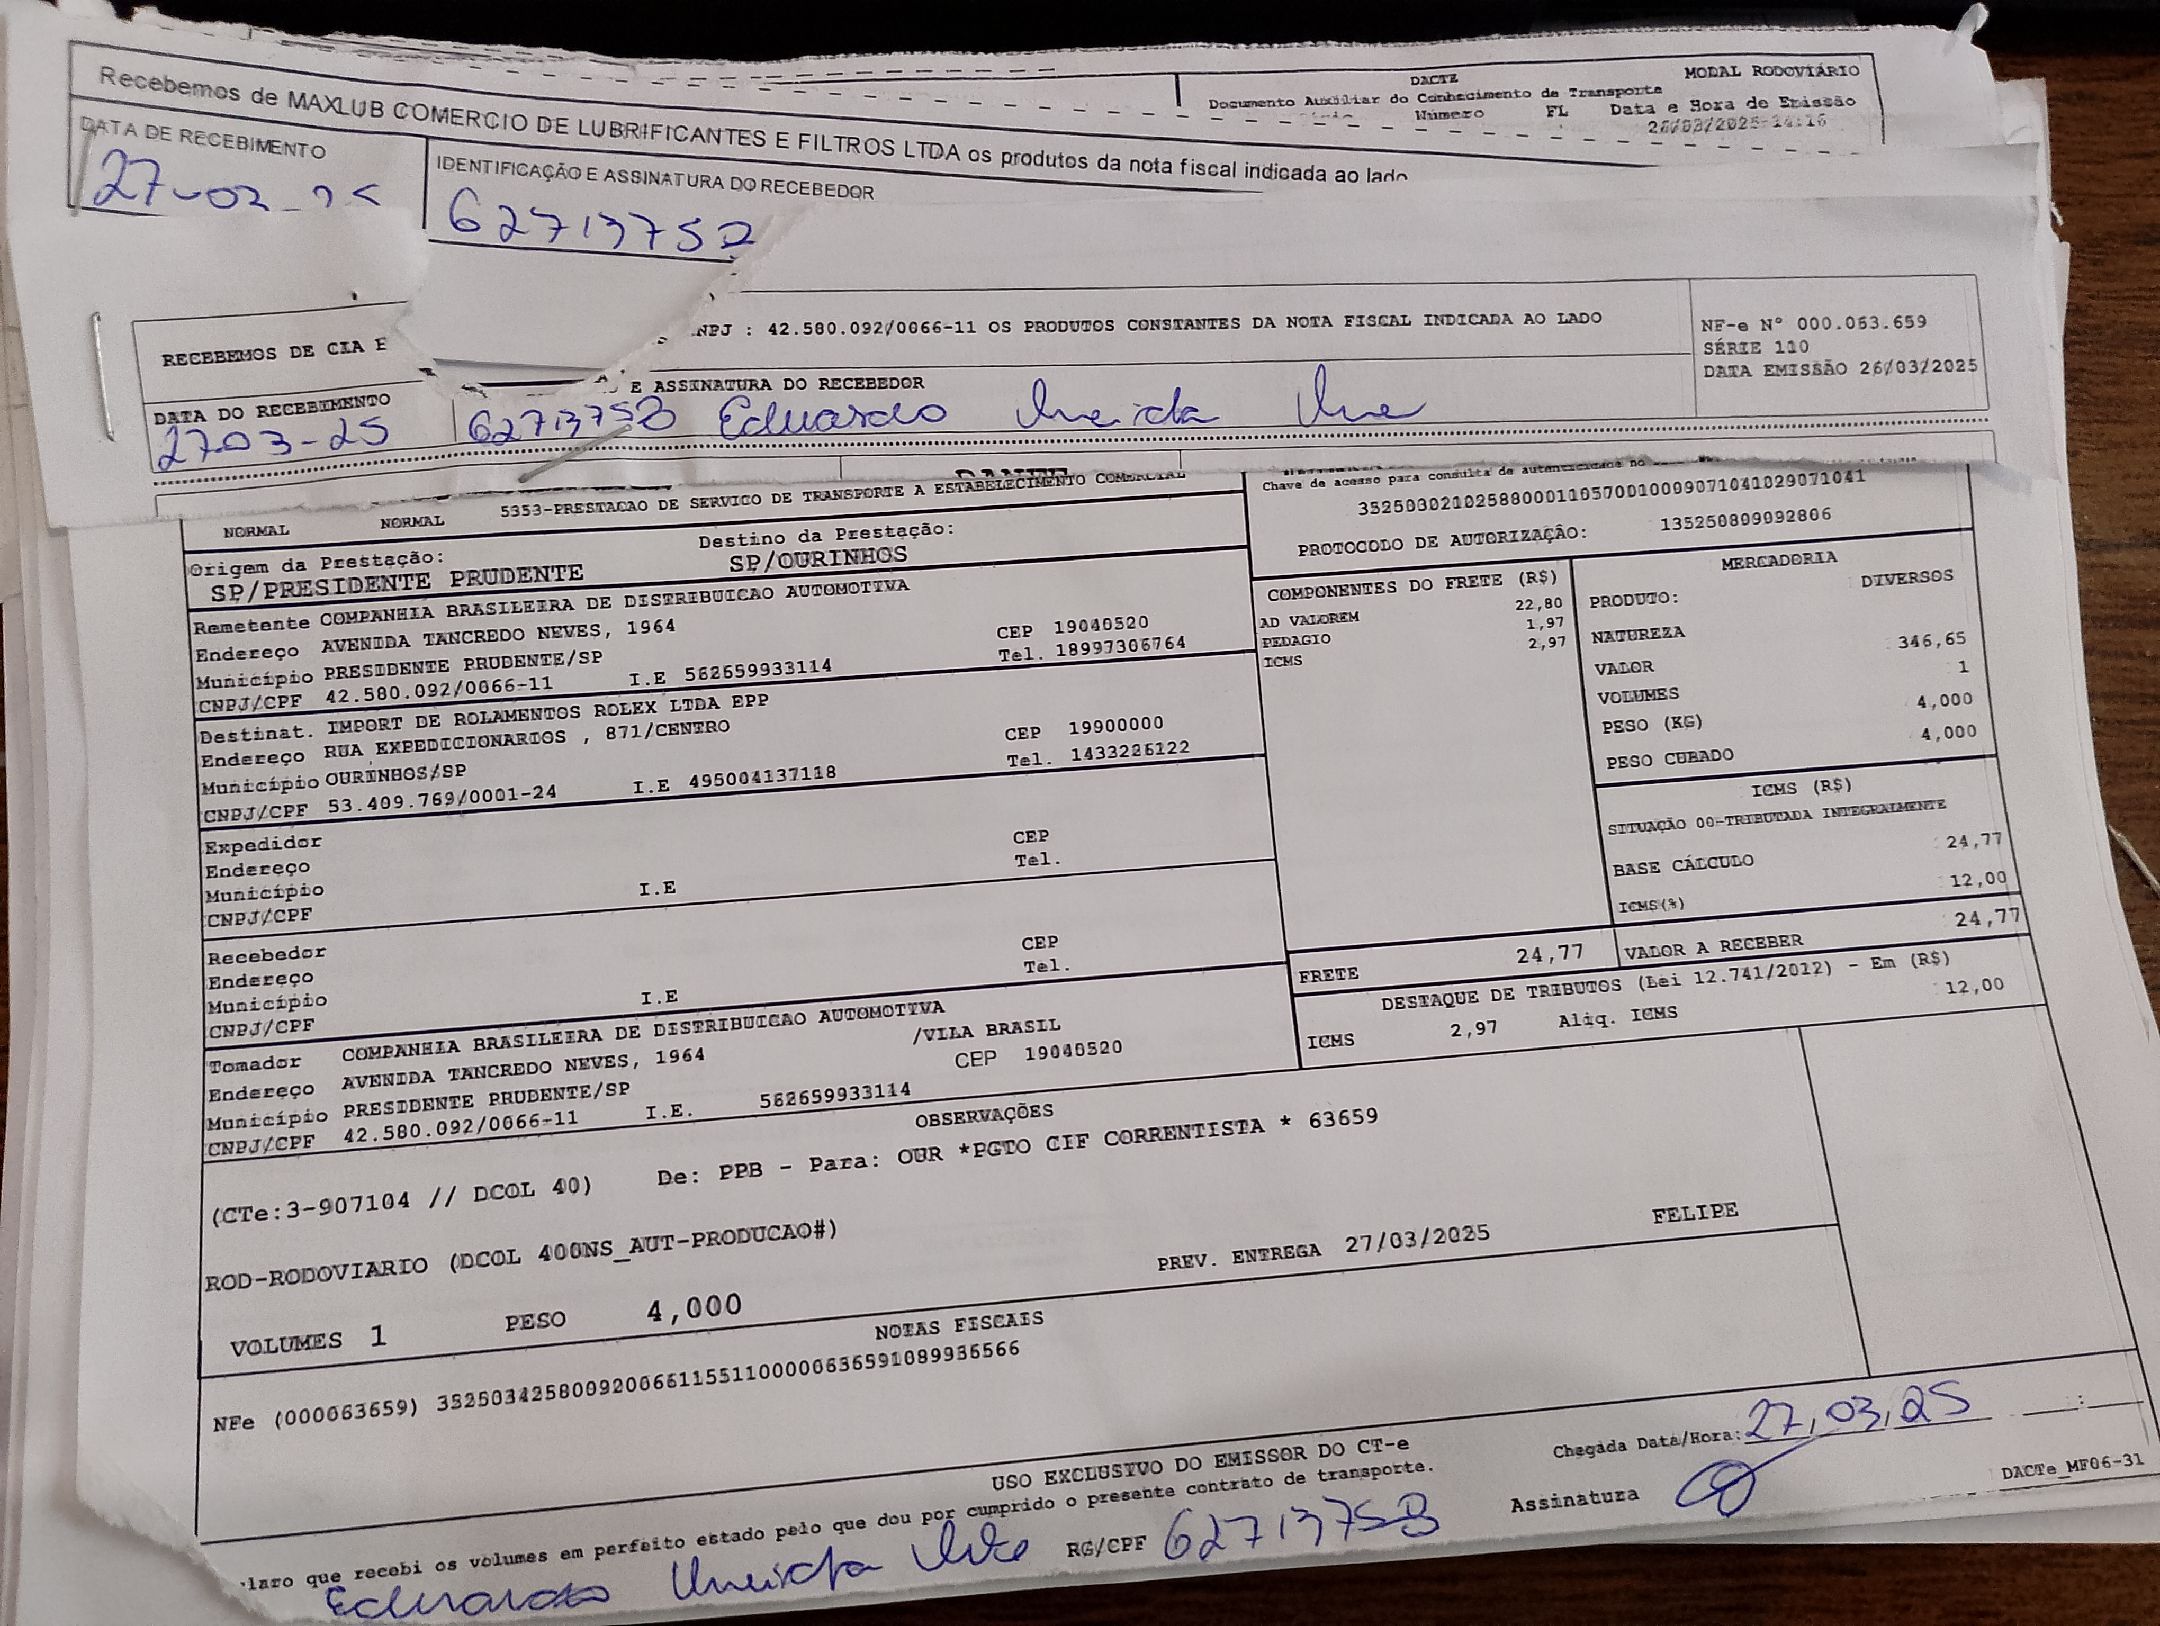 DACTE MODAL RODOVIÁRIO
Documento Auxiliar do Conhecimento de Transporte
Número FL Data e Hora de Emissão
26/03/2025-14:16
Recebemos de MAXLUB COMERCIO DE LUBRIFICANTES E FILTROS LTDA os produtos da nota fiscal indicada ao lado
DATA DE RECEBIMENTO
IDENTIFICAÇÃO E ASSINATURA DO RECEBEDOR
27-03-25
RECEBEMOS DE CIA
NPJ : 42.580.092/0066-11 OS PRODUTOS CONSTANTES DA NOTA FISCAL INDICADA AO LADO
NF-e N° 000.063.659
SÉRIE 110
DATA EMISSÃO 26/03/2025
DATA DO RECEBIMENTO
E ASSINATURA DO RECEBEDOR
27-03-25
Eduardo
DANFE
NORMAL NORMAL 5353-PRESTACAO DE SERVICO DE TRANSPORTE A ESTABELECIMENTO COMERCIAL
Chave de acesso para consulta de autenticidade no
35250302102588000110570010009071041029071041
PROTOCOLO DE AUTORIZAÇÃO: 135250809092806
Origem da Prestação: Destino da Prestação:
SP/PRESIDENTE PRUDENTE SP/OURINHOS
Remetente COMPANHIA BRASILEIRA DE DISTRIBUICAO AUTOMOTIVA
Endereço AVENIDA TANCREDO NEVES, 1964 CEP 19040520
Município PRESIDENTE PRUDENTE/SP Tel. 18997306764
CNPJ/CPF 42.580.092/0066-11 I.E 562659933114
Destinat. IMPORT DE ROLAMENTOS ROLEX LTDA EPP
Endereço RUA EXPEDICIONARIOS , 871/CENTRO CEP 19900000
Município OURINHOS/SP Tel. 1433226122
CNPJ/CPF 53.409.769/0001-24 I.E 495004137118
Expedidor CEP
Endereço Tel.
Município I.E
CNPJ/CPF
Recebedor CEP
Endereço Tel.
Município I.E
CNPJ/CPF
Tomador COMPANHIA BRASILEIRA DE DISTRIBUICAO AUTOMOTIVA
Endereço AVENIDA TANCREDO NEVES, 1964 /VILA BRASIL
Município PRESIDENTE PRUDENTE/SP CEP 19040520
CNPJ/CPF 42.580.092/0066-11 I.E. 562659933114
COMPONENTES DO FRETE (R$)
AD VALOREM 22,80
PEDAGIO 1,97
ICMS 2,97
MERCADORIA
PRODUTO: DIVERSOS
NATUREZA
VALOR 346,65
VOLUMES 1
PESO (KG) 4,000
PESO CUBADO 4,000
ICMS (R$)
SITUAÇÃO 00-TRIBUTADA INTEGRALMENTE
BASE CÁLCULO 24,77
ICMS(%) 12,00
FRETE 24,77 VALOR A RECEBER 24,77
DESTAQUE DE TRIBUTOS (Lei 12.741/2012) - Em (R$)
ICMS 2,97 Aliq. ICMS 12,00
OBSERVAÇÕES
(CTe:3-907104 // DCOL 40) De: PPB - Para: OUR *PGTO CIF CORRENTISTA * 63659
ROD-RODOVIARIO (DCOL 400NS_AUT-PRODUCAO#)
PREV. ENTREGA 27/03/2025 FELIPE
VOLUMES 1 PESO 4,000
NOTAS FISCAIS
NFe (000063659) 35250342580092006611551100000636591089936566
USO EXCLUSIVO DO EMISSOR DO CT-e
Chegada Data/Hora: 27,03,25 :
claro que recebi os volumes em perfeito estado pelo que dou por cumprido o presente contrato de transporte.
DACTe_MF06-31
Eduardo
RG/CPF
Assinatura